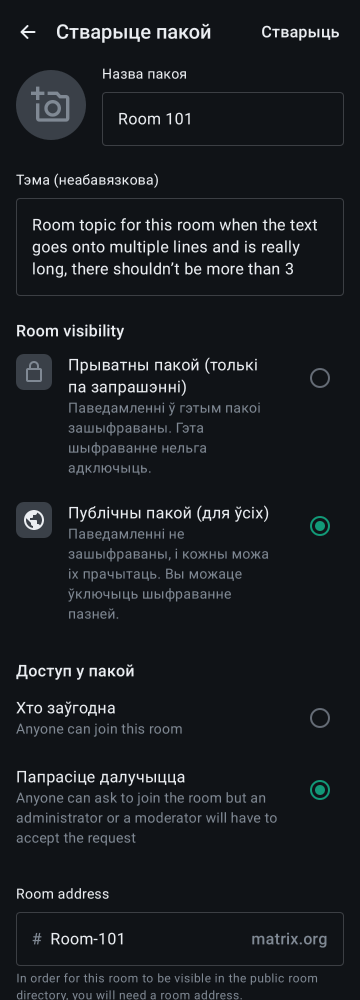 Стварыце пакой
Стварыць
Назва пакоя
Room 101
Тэма (неабавязкова)
Room topic for this room when the text
goes onto multiple lines and is really
long, there shouldn’t be more than 3
Room visibility
Прыватны пакой (толькі
па запрашэнні)
Паведамленні ў гэтым пакоі
зашыфраваны. Гэта
шыфраванне нельга
адключыць.
Публічны пакой (для ўсіх)
Паведамленні не
зашыфраваны, і кожны можа
іх прачытаць. Вы можаце
ўключыць шыфраванне
пазней.
Доступ у пакой
Хто заўгодна
Anyone can join this room
Папрасіце далучыцца
Anyone can ask to join the room but an
administrator or a moderator will have to
accept the request
Room address
# Room-101 matrix.org
In order for this room to be visible in the public room
directory, you will need a room address.